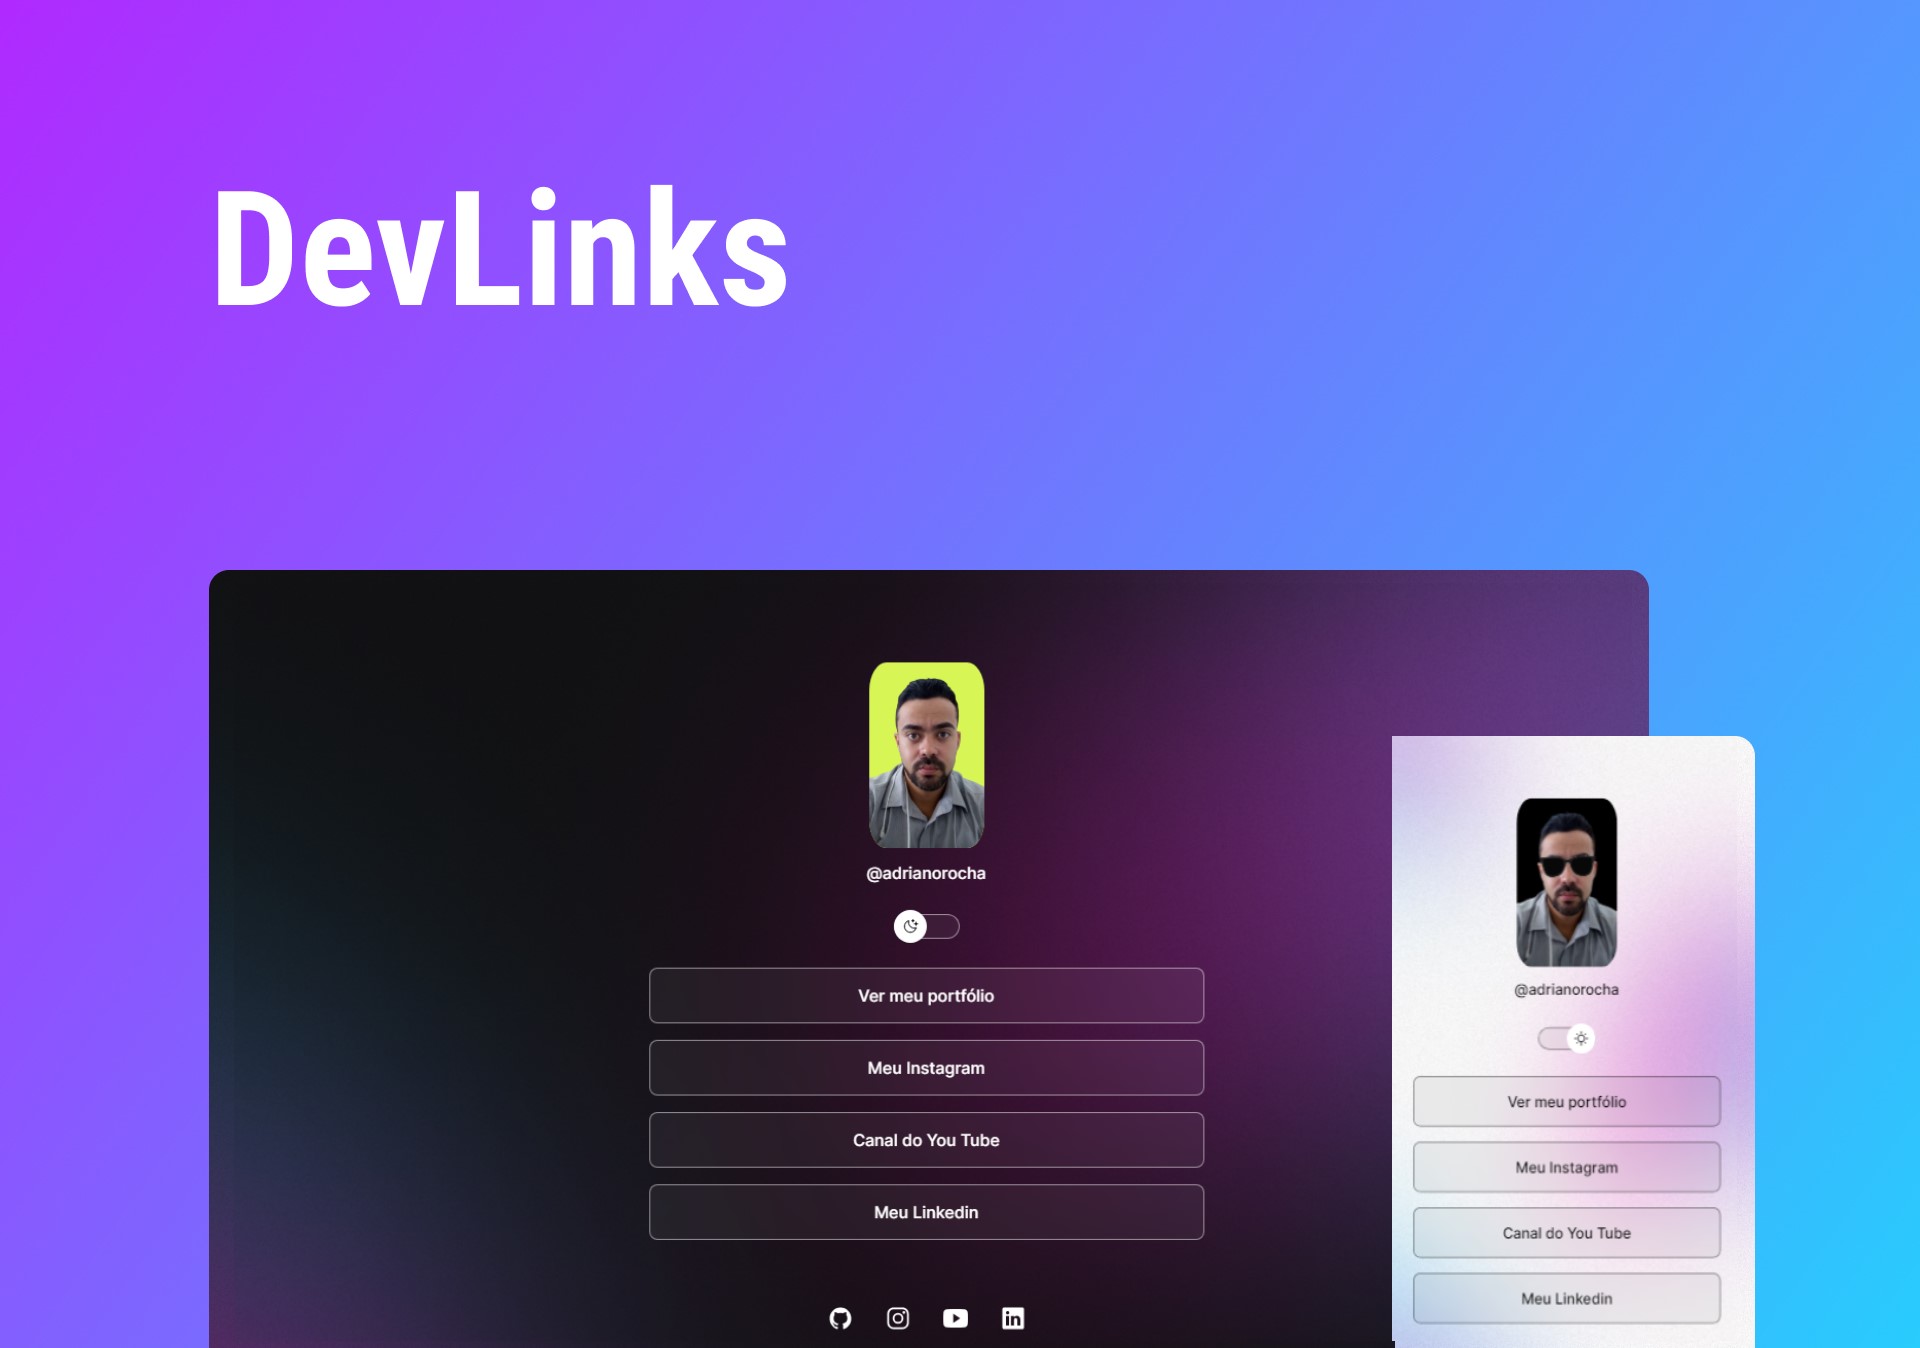 DevLinks
@adrianorocha
Ver meu portfólio
Meu Instagram
Canal do You Tube
Meu Linkedin
@adrianorocha
Ver meu portfólio
Meu Instagram
Canal do You Tube
Meu Linkedin